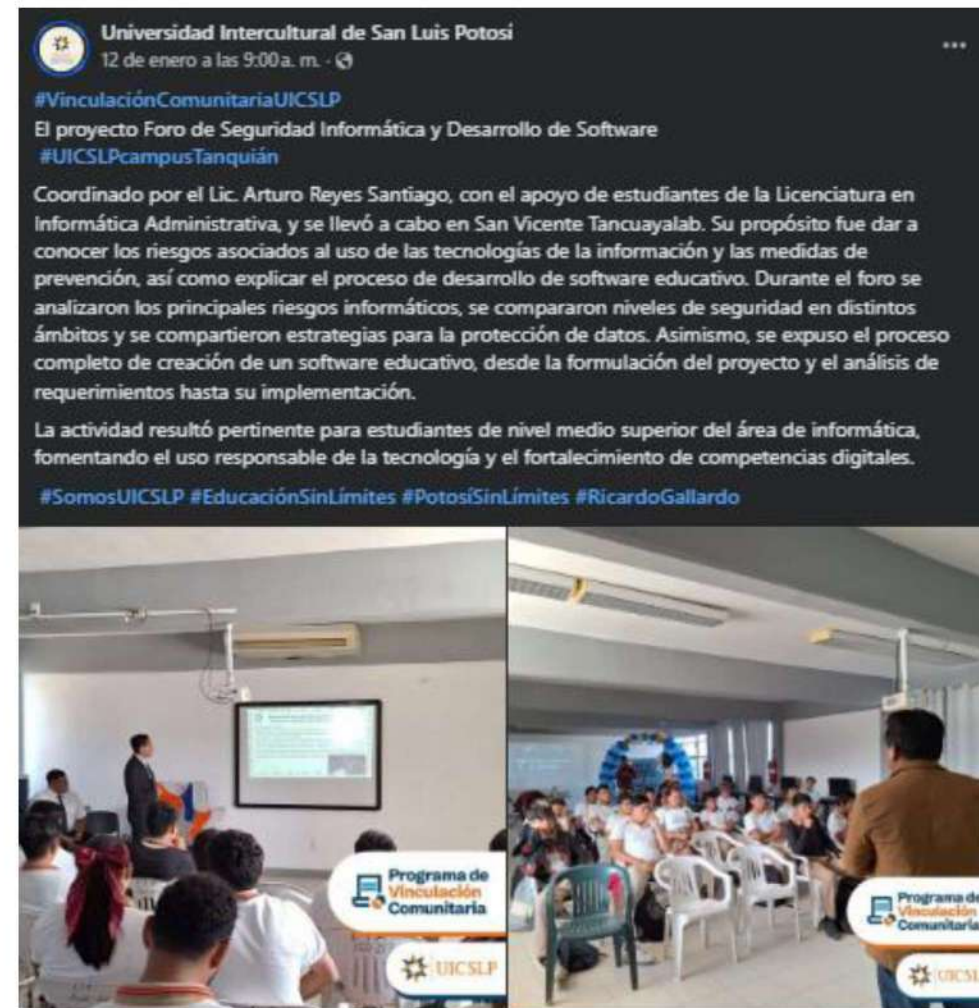 Universidad Intercultural de San Luis Potosí
12 de enero a las 9:00 a. m. ·
#VinculaciónComunitariaUICSLP
El proyecto Foro de Seguridad Informática y Desarrollo de Software
#UICSLPcampusTanquián
Coordinado por el Lic. Arturo Reyes Santiago, con el apoyo de estudiantes de la Licenciatura en
Informática Administrativa, y se llevó a cabo en San Vicente Tancuayalab. Su propósito fue dar a
conocer los riesgos asociados al uso de las tecnologías de la información y las medidas de
prevención, así como explicar el proceso de desarrollo de software educativo. Durante el foro se
analizaron los principales riesgos informáticos, se compararon niveles de seguridad en distintos
ámbitos y se compartieron estrategias para la protección de datos. Asimismo, se expuso el proceso
completo de creación de un software educativo, desde la formulación del proyecto y el análisis de
requerimientos hasta su implementación.
La actividad resultó pertinente para estudiantes de nivel medio superior del área de informática,
fomentando el uso responsable de la tecnología y el fortalecimiento de competencias digitales.
#SomosUICSLP #EducaciónSinLímites #PotosíSinLímites #RicardoGallardo
Programa de
Vinculación
Comunitaria
UICSLP
Programa de
Vinculación
Comunitaria
UICSL